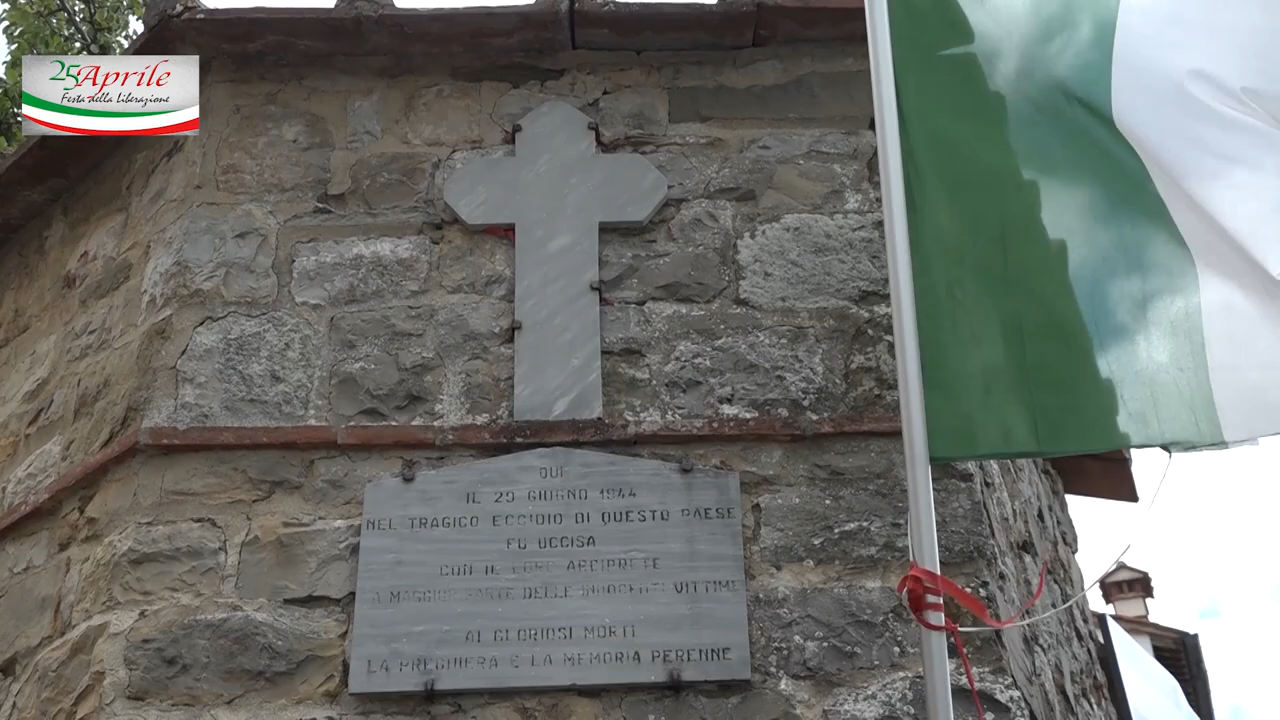 25 Aprile
Festa della Liberazione
QUI
IL 29 GIUGNO 1944
NEL TRAGICO ECCIDIO DI QUESTO PAESE
FU UCCISA
CON IL LORO ARCIPRETE
A MAGGIOR PARTE DELLE INNOCENTI VITTIME
AI GLORIOSI MORTI
LA PREGHIERA E LA MEMORIA PERENNE